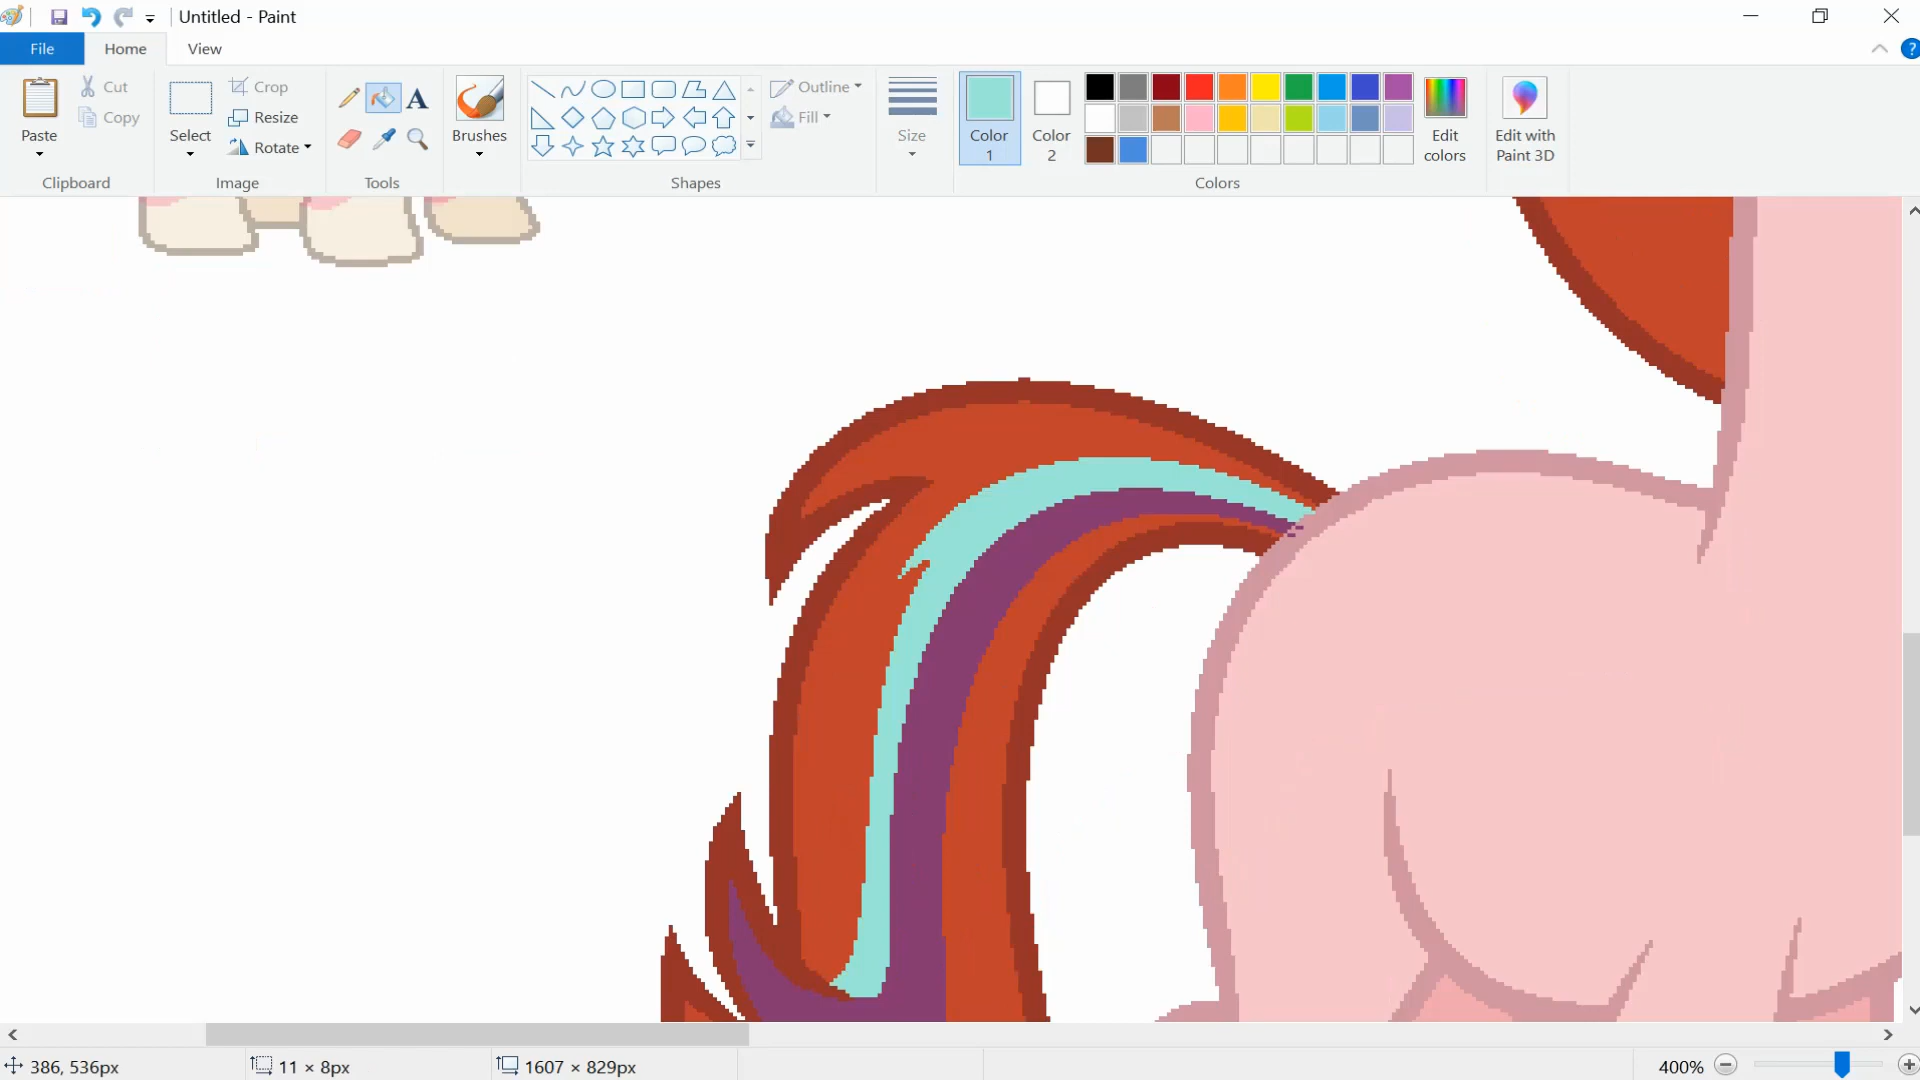 Untitled - Paint
File Home View
Paste
Cut
Copy
Clipboard
Select
Crop
Resize
Rotate
Image
A
Tools
Brushes
Outline
Fill
Shapes
Size
Color 1
Color 2
Edit colors
Colors
Edit with Paint 3D
?
386, 536px 11 × 8px 1607 × 829px 400%